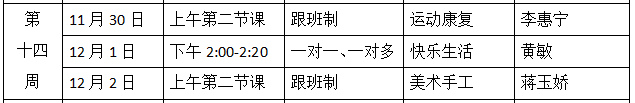 第十四周
11月30日 上午第二节课 跟班制 运动康复 李惠宁
12月1日 下午2:00-2:20 一对一、一对多 快乐生活 黄敏
12月2日 上午第二节课 跟班制 美术手工 蒋玉娇